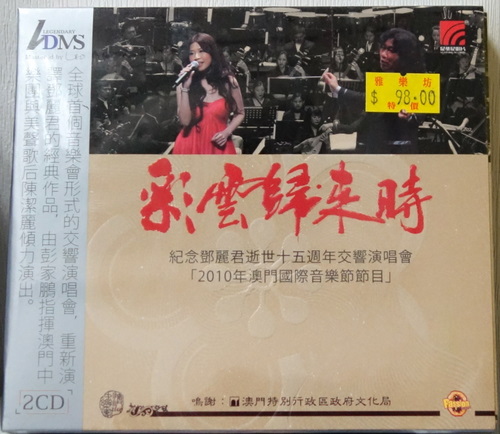 LEGENDARY
DMS
全球首個音樂會形式的交響演唱會,重新演
譯鄧麗君的經典作品,由彭家鵬指揮澳門中
樂團與美聲歌后陳潔麗傾力演出。
2CD
雅樂坊
$ 98.00
特價
彩雲歸來時
紀念鄧麗君逝世十五週年交響演唱會
「2010年澳門國際音樂節節目」
鳴謝:澳門特別行政區政府文化局